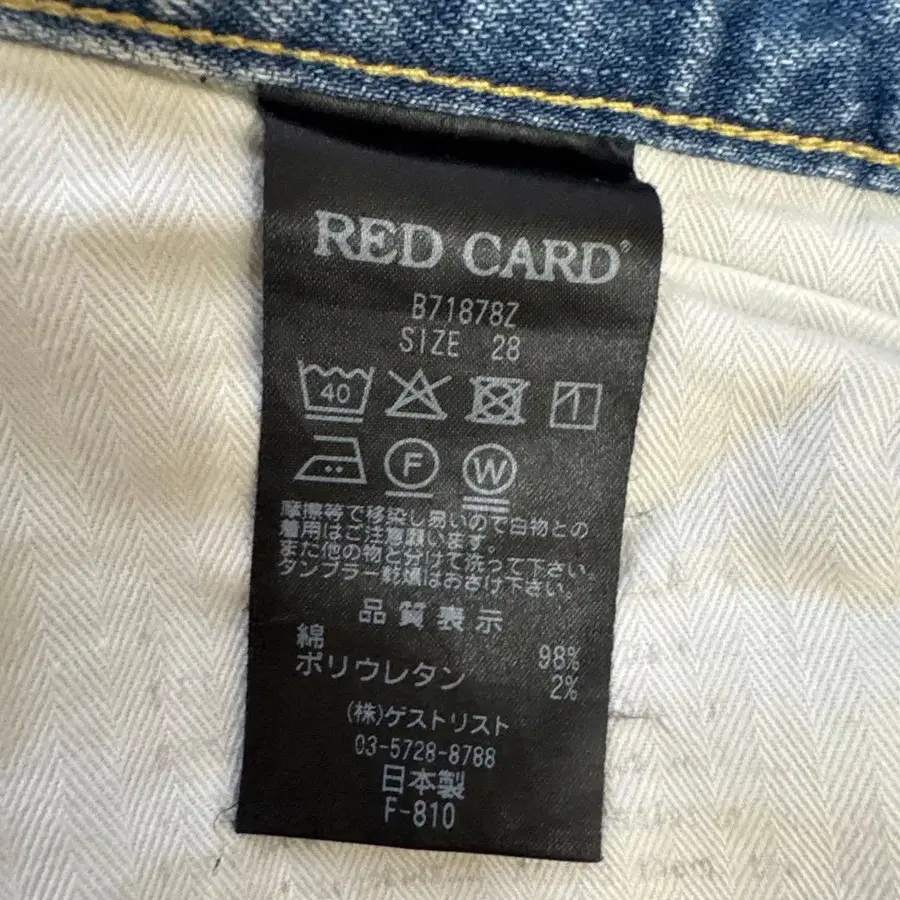 RED CARD®
B71878Z
SIZE 28
40
F W
摩擦等で移染し易いので白物との
着用はご注意願います。
また他の物と分けて洗って下さい。
タンブラー乾燥はおさけ下さい。
品質表示
綿 98%
ポリウレタン 2%
(株)ゲストリスト
03-5728-8788
日本製
F-810